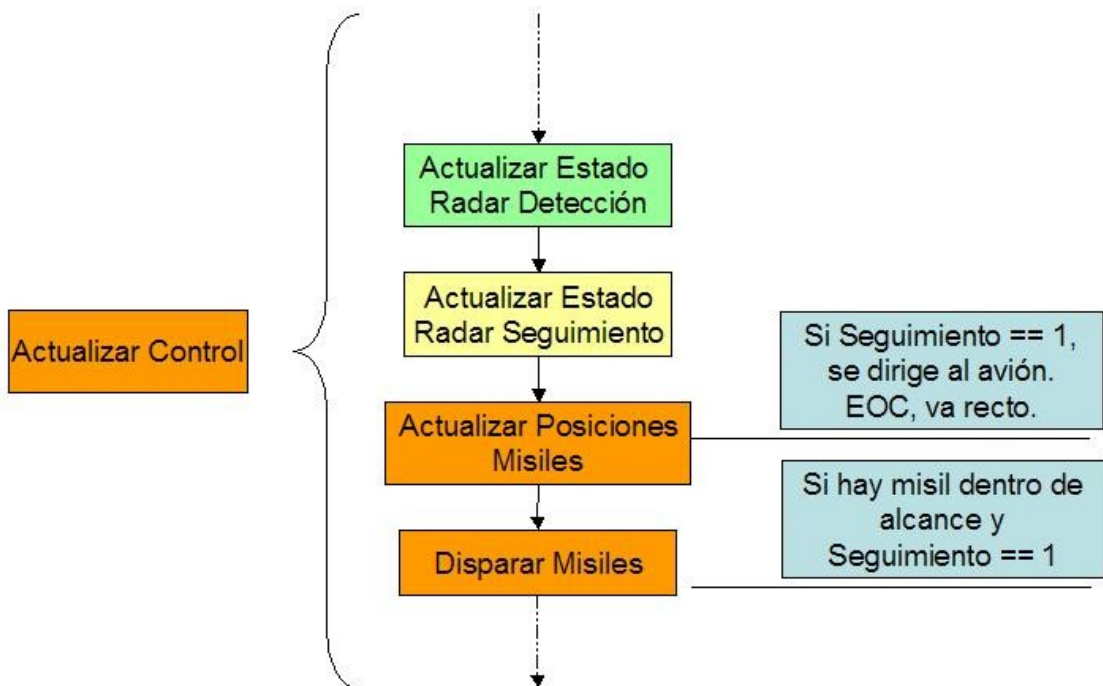 Actualizar Estado
Radar Detección
Actualizar Estado
Radar Seguimiento
Actualizar Control
Si Seguimiento == 1,
se dirige al avión.
EOC, va recto.
Actualizar Posiciones
Misiles
Si hay misil dentro de
alcance y
Seguimiento == 1
Disparar Misiles